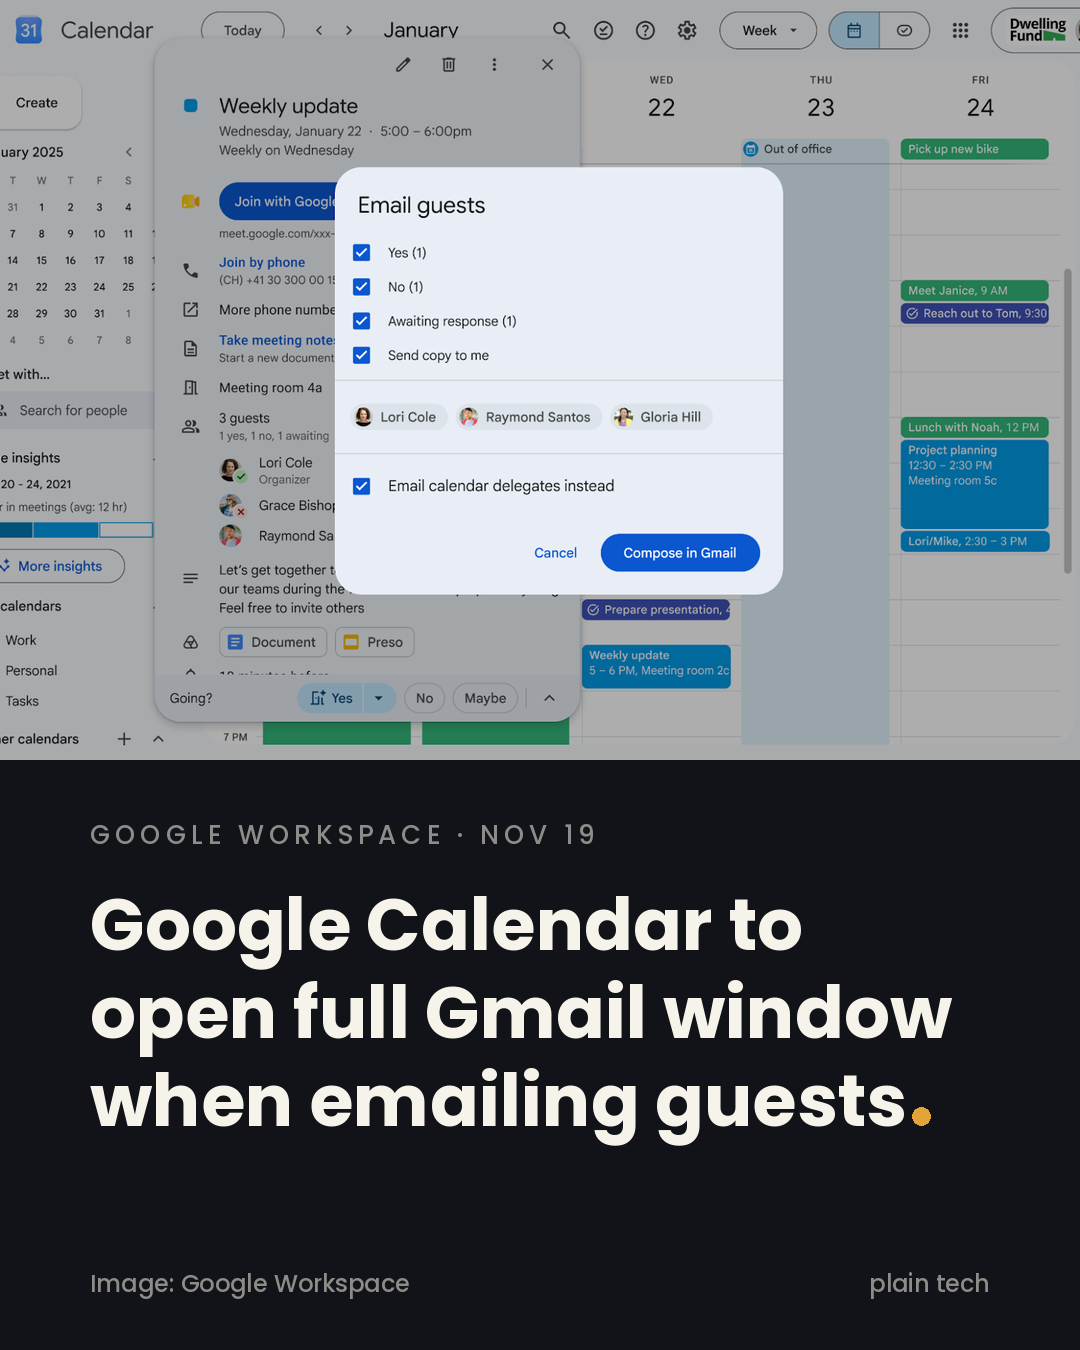 31 Calendar Today January Week Dwelling Fund
Create
uary 2025
T W T F S
31 1 2 3 4
7 8 9 10 11
14 15 16 17 18
21 22 23 24 25
28 29 30 31 1
4 5 6 7 8
et with...
Search for people
e insights
20 - 24, 2021
r in meetings (avg: 12 hr)
More insights
calendars
Work
Personal
Tasks
er calendars
Weekly update
Wednesday, January 22 · 5:00 – 6:00pm
Weekly on Wednesday
Join with Google
meet.google.com/xxx-
Join by phone
(CH) +41 30 300 00
More phone numbe
Take meeting notes
Start a new document
Meeting room 4a
3 guests
1 yes, 1 no, 1 awaiting
Lori Cole
Organizer
Grace Bishop
Raymond Sa
Let's get together t
our teams during the
Feel free to invite others
Document Preso
10 minutes before
Going? Yes No Maybe
Email guests
Yes (1)
No (1)
Awaiting response (1)
Send copy to me
Lori Cole Raymond Santos Gloria Hill
Email calendar delegates instead
Cancel Compose in Gmail
WED THU FRI
22 23 24
Out of office Pick up new bike
Meet Janice, 9 AM
Reach out to Tom, 9:30
Lunch with Noah, 12 PM
Project planning
12:30 – 2:30 PM
Meeting room 5c
Lori/Mike, 2:30 – 3 PM
Prepare presentation, 4
Weekly update
5 – 6 PM, Meeting room 2c
7 PM
GOOGLE WORKSPACE · NOV 19
Google Calendar to
open full Gmail window
when emailing guests.
Image: Google Workspace plain tech